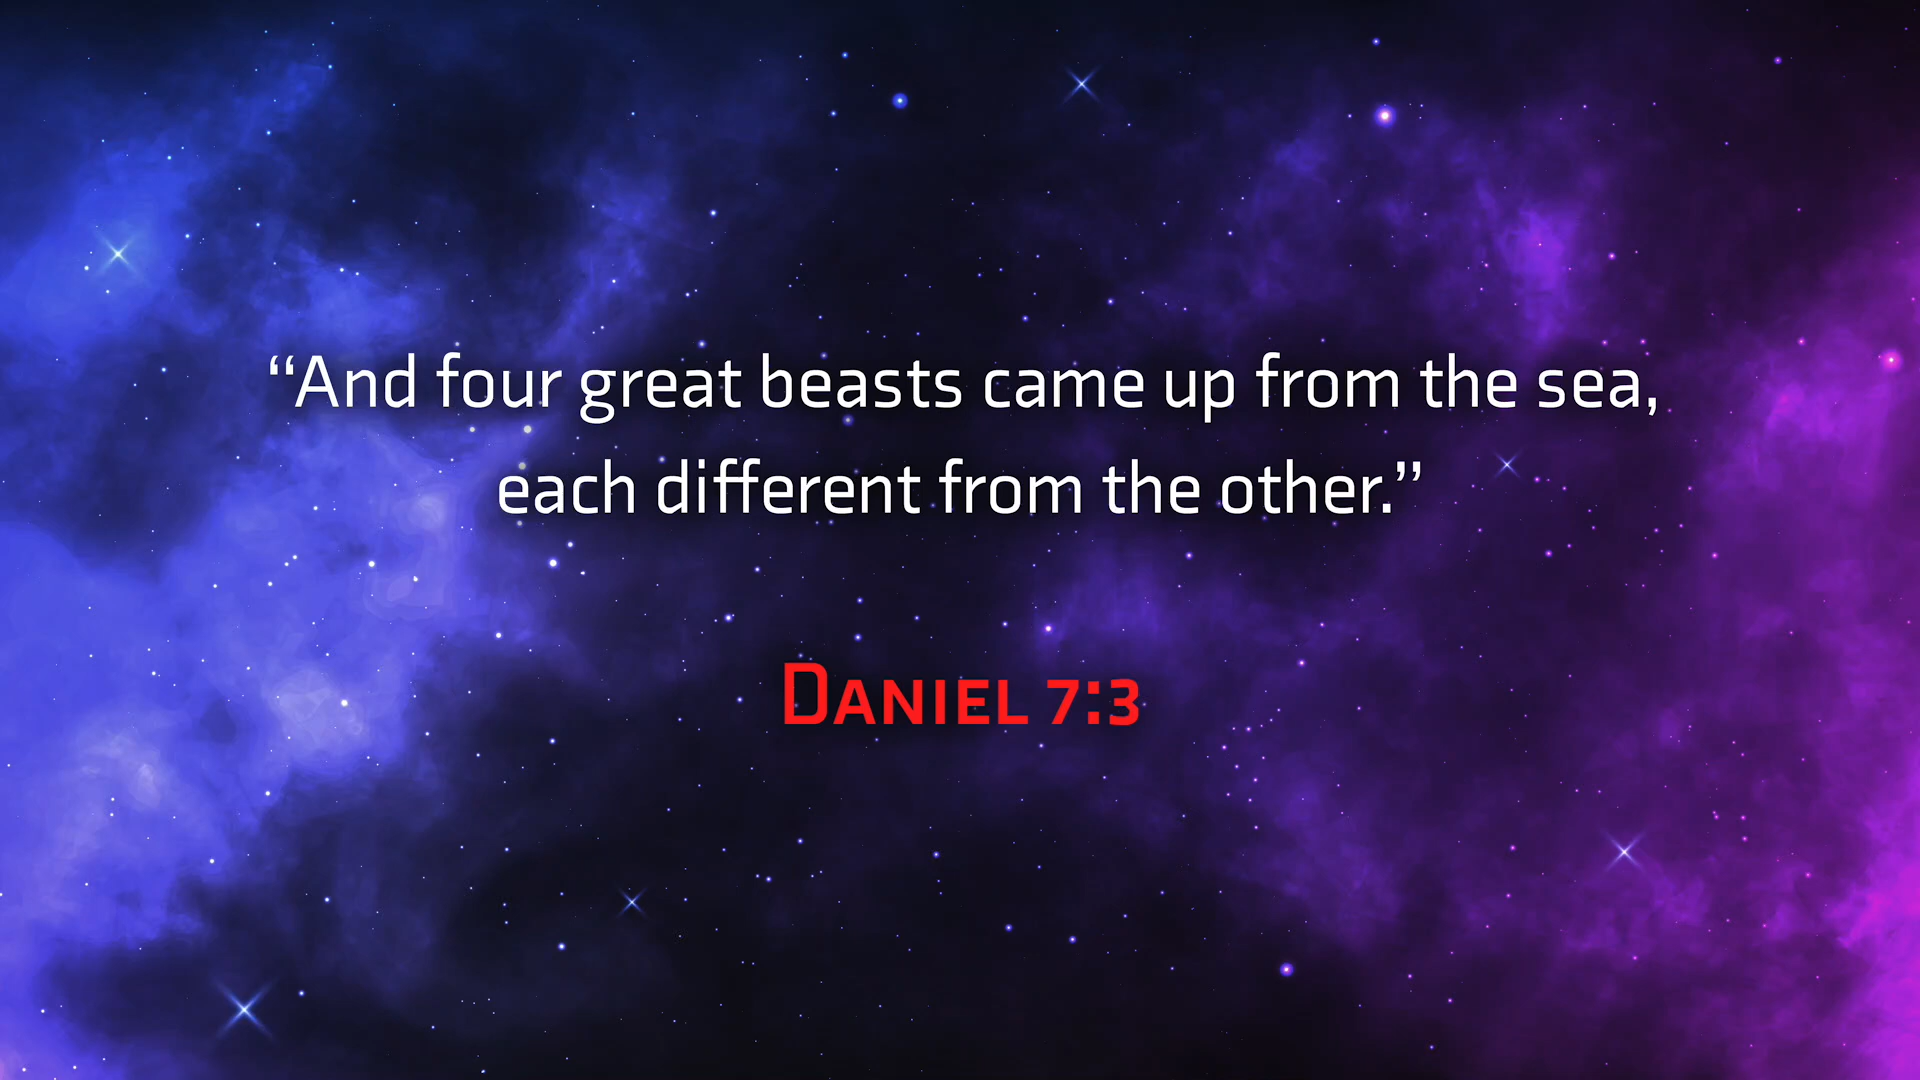 “And four great beasts came up from the sea,
each different from the other.”
Daniel 7:3